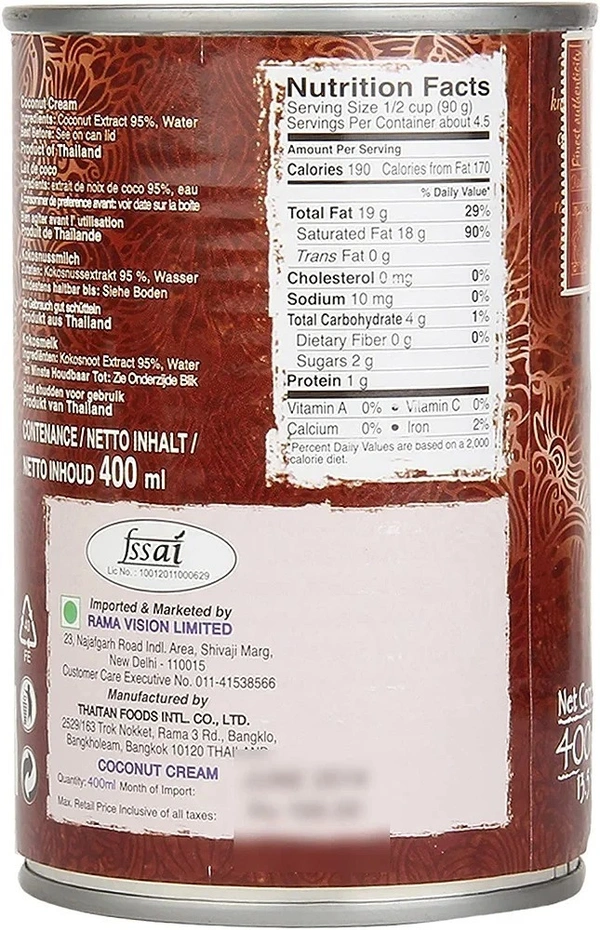 Coconut Cream
Ingredients: Coconut Extract 95%, Water
Best Before: See on can lid
Product of Thailand
Lait de coco
Ingredients: extrait de noix de coco 95%, eau
A consommer de preference avant: voir date sur la boîte
Bien agiter avant l' utilisation
Produit de Thailande
Kokosnussmilch
Zutaten: Kokosnussextrakt 95 %, Wasser
Mindestens haltbar bis: Siehe Boden
Vor Gebrauch gut schütteln
Produkt aus Thailand
Kokosmelk
Ingrediënten: Kokosnoot Extract 95%, Water
Ten Minste Houdbaar Tot: Zie Onderzijde Blik
Goed shudden voor gebruik
Produkt van Thailand
CONTENANCE / NETTO INHALT /
NETTO INHOUD 400 ml
Nutrition Facts
Serving Size 1/2 cup (90 g)
Servings Per Container about 4.5
Amount Per Serving
Calories 190 Calories from Fat 170
% Daily Value*
Total Fat 19 g 29%
Saturated Fat 18 g 90%
Trans Fat 0 g
Cholesterol 0 mg 0%
Sodium 10 mg 0%
Total Carbohydrate 4 g 1%
Dietary Fiber 0 g 0%
Sugars 2 g
Protein 1 g
Vitamin A 0% • Vitamin C 0%
Calcium 0% • Iron 2%
*Percent Daily Values are based on a 2,000
calorie diet.
fssai
Lic No. : 10012011000629
Imported & Marketed by
RAMA VISION LIMITED
23, Najafgarh Road Indl. Area, Shivaji Marg,
New Delhi - 110015
Customer Care Executive No. 011-41538566
Manufactured by
THAITAN FOODS INTL. CO., LTD.
2529/163 Trok Nokket, Rama 3 Rd., Bangklo,
Bangkholeam, Bangkok 10120 THAILAND
COCONUT CREAM
Quantity: 400ml Month of Import:
Max. Retail Price Inclusive of all taxes:
FE
Finest authenticity
Net
400
13.5